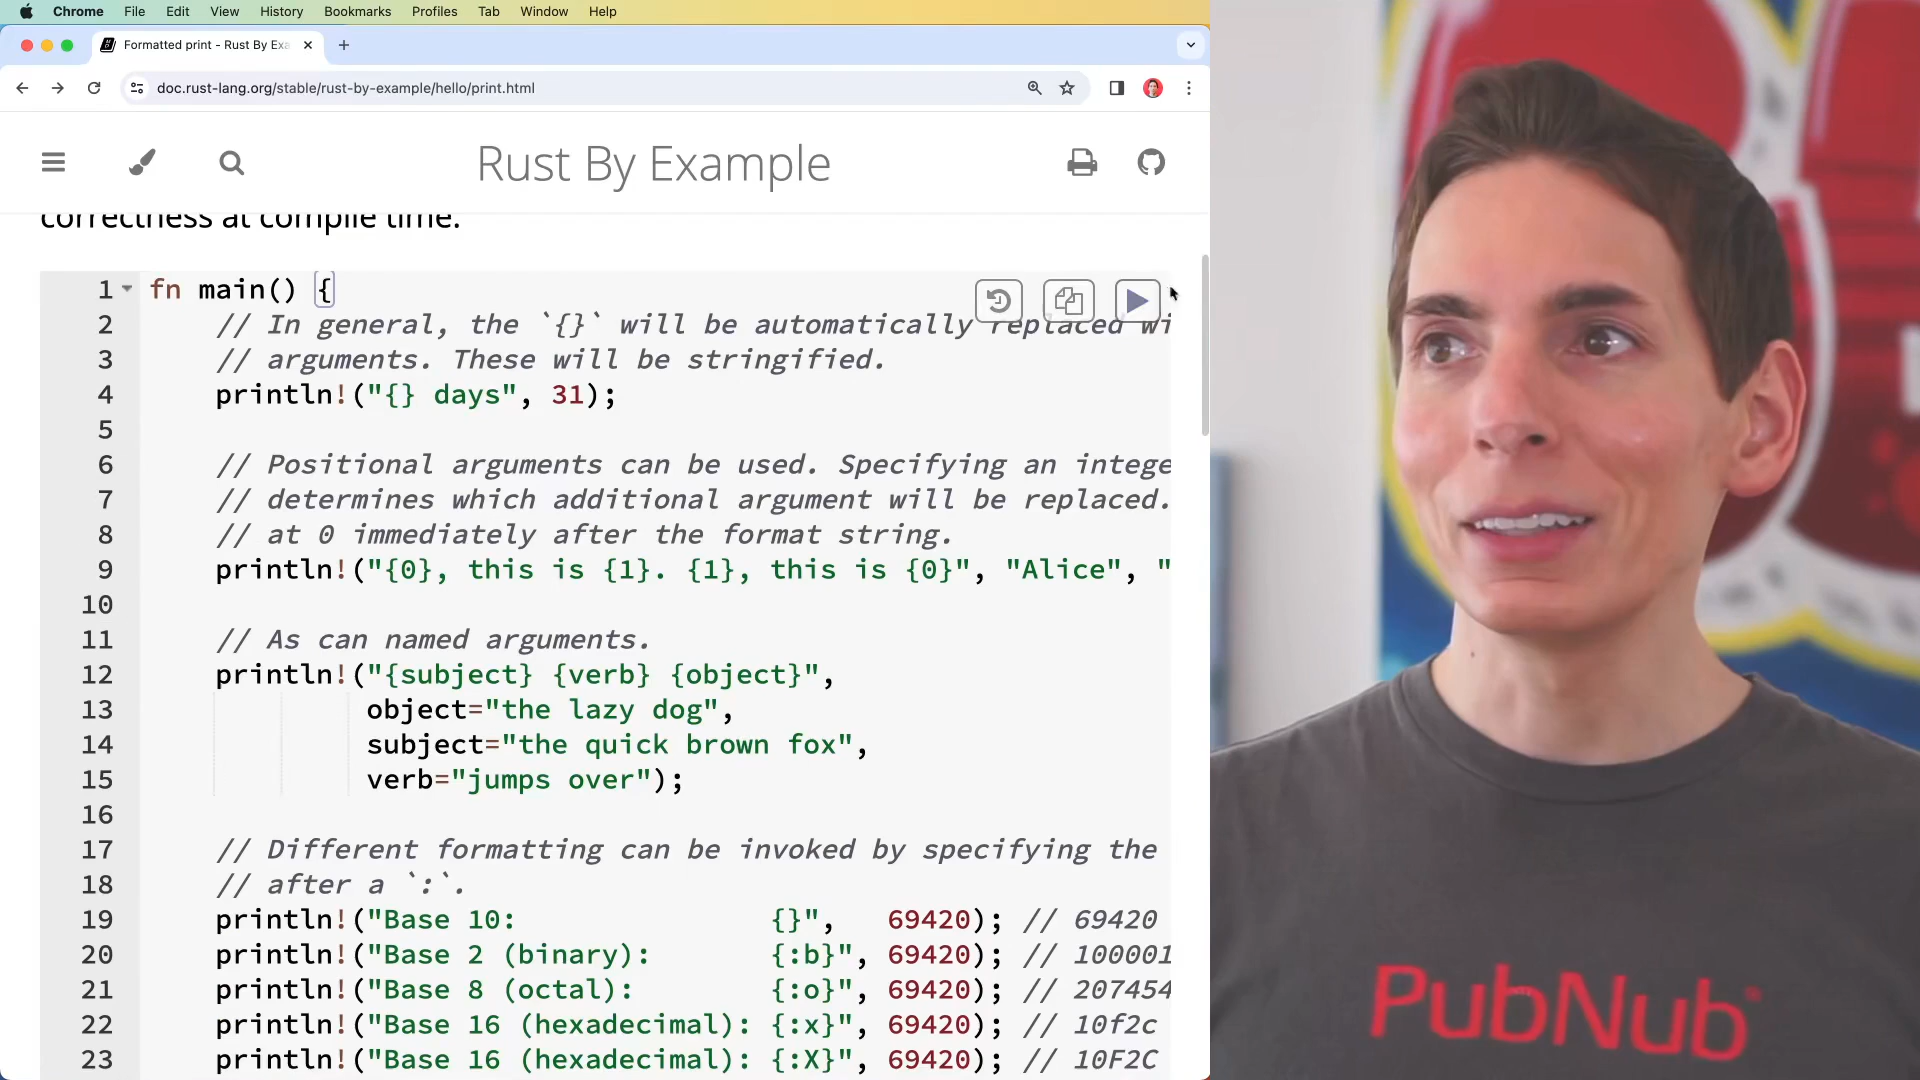 Chrome File Edit View History Bookmarks Profiles Tab Window Help
Formatted print - Rust By Exa
doc.rust-lang.org/stable/rust-by-example/hello/print.html
Rust By Example
correctness at compile time.
1 fn main() {
2 // In general, the `{}` will be automatically replaced wi
3 // arguments. These will be stringified.
4 println!("{} days", 31);
5
6 // Positional arguments can be used. Specifying an intege
7 // determines which additional argument will be replaced.
8 // at 0 immediately after the format string.
9 println!("{0}, this is {1}. {1}, this is {0}", "Alice", "
10
11 // As can named arguments.
12 println!("{subject} {verb} {object}",
13 object="the lazy dog",
14 subject="the quick brown fox",
15 verb="jumps over");
16
17 // Different formatting can be invoked by specifying the
18 // after a `:`.
19 println!("Base 10: {}", 69420); // 69420
20 println!("Base 2 (binary): {:b}", 69420); // 100001
21 println!("Base 8 (octal): {:o}", 69420); // 207454
22 println!("Base 16 (hexadecimal): {:x}", 69420); // 10f2c
23 println!("Base 16 (hexadecimal): {:X}", 69420); // 10F2C
PubNub